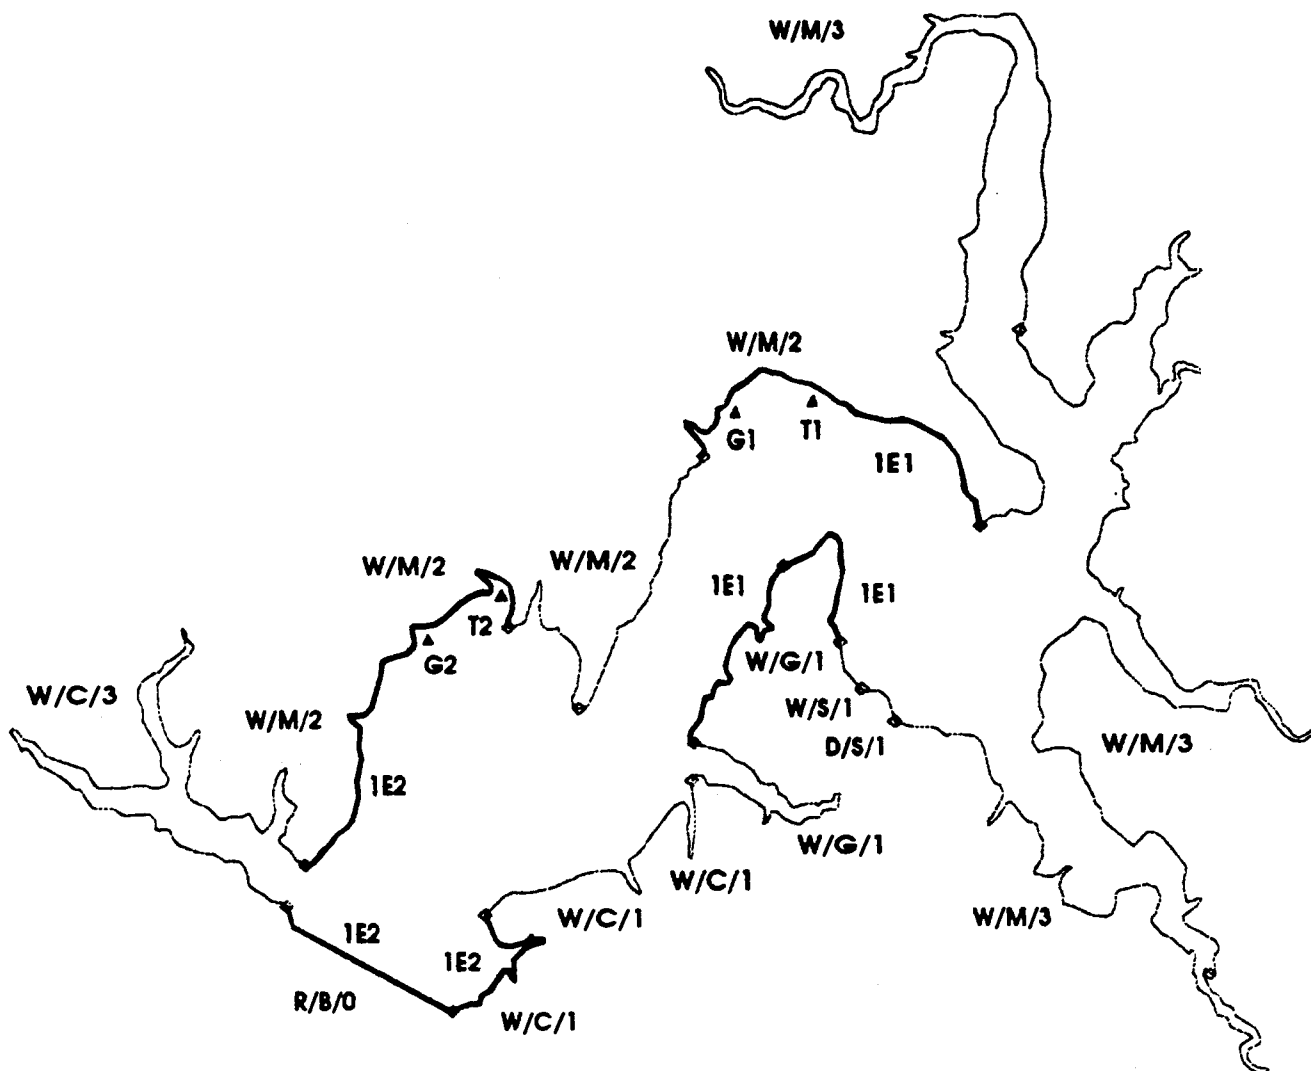 W/M/3
W/M/2
G1
T1
1E1
W/M/2
W/M/2
1E1
1E1
T2
G2
W/G/1
W/C/3
W/M/2
W/S/1
D/S/1
W/M/3
1E2
W/G/1
W/C/1
W/C/1
W/M/3
1E2
1E2
R/B/0
W/C/1